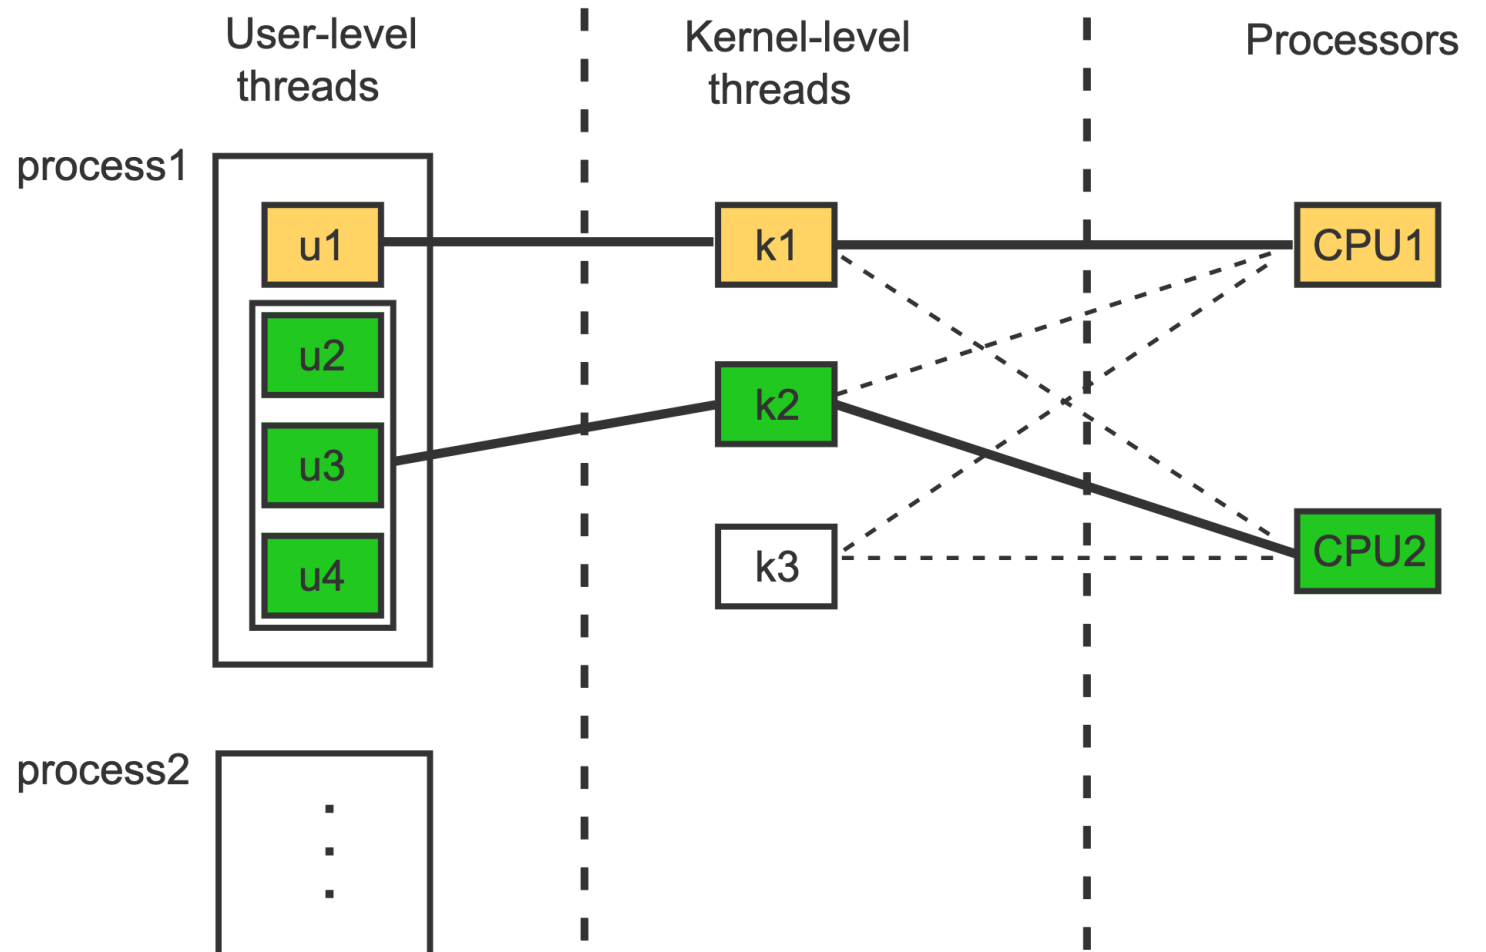 User-level
threads
Kernel-level
threads
Processors
process1
u1
k1
CPU1
u2
k2
u3
k3
CPU2
u4
process2